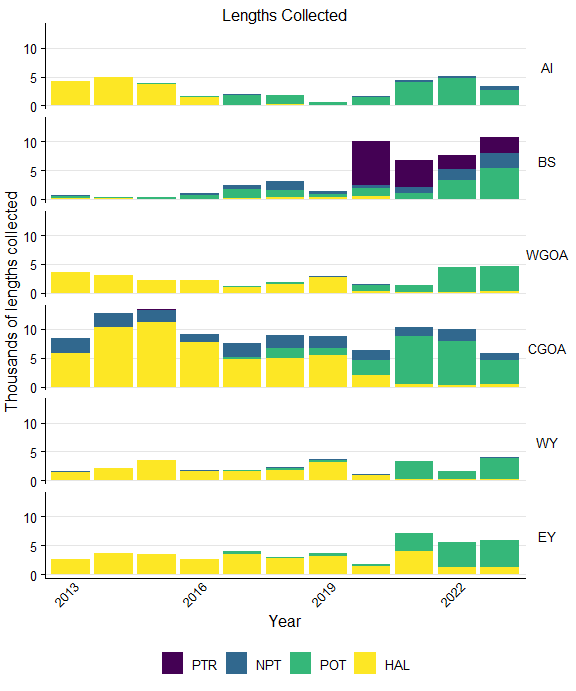 Lengths Collected
Thousands of lengths collected
10
5
0
AI
10
5
0
BS
10
5
0
WGOA
10
5
0
CGOA
10
5
0
WY
10
5
0
EY
2013 2016 2019 2022
Year
PTR NPT POT HAL